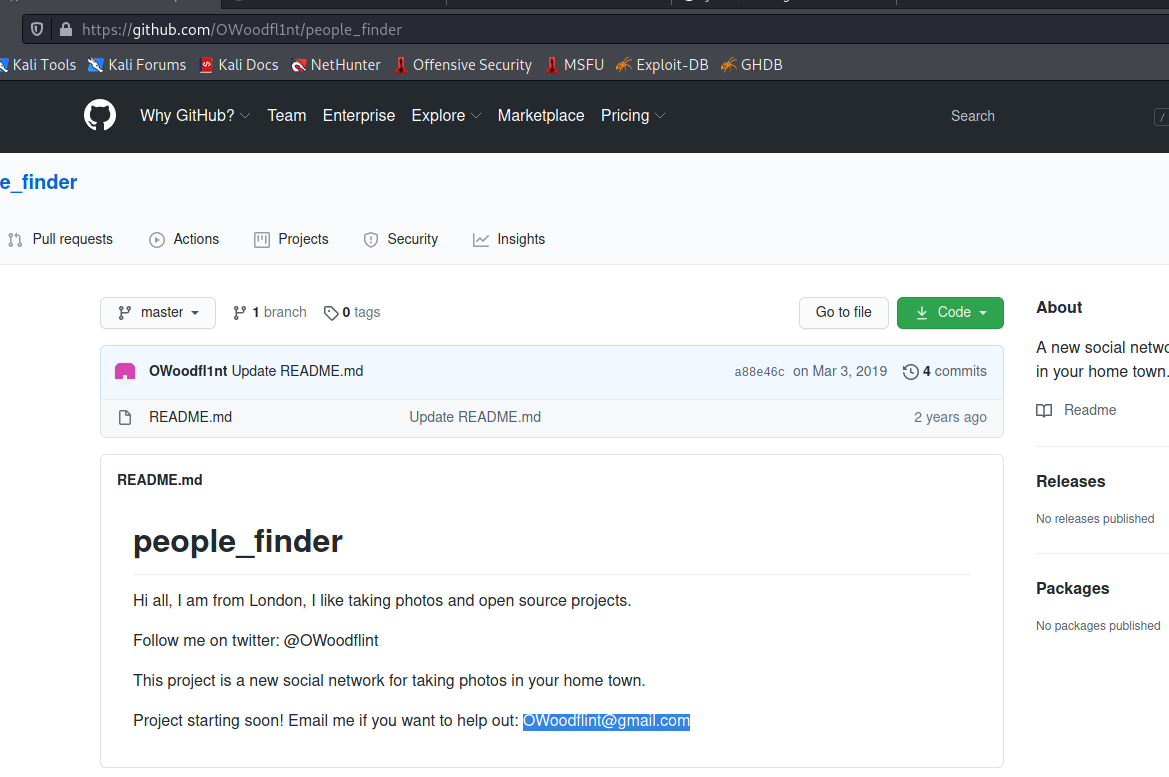 https://github.com/OWoodfl1nt/people_finder
Kali Tools Kali Forums Kali Docs NetHunter Offensive Security MSFU Exploit-DB GHDB
Why GitHub? Team Enterprise Explore Marketplace Pricing Search /
e_finder
Pull requests Actions Projects Security Insights
master 1 branch 0 tags Go to file Code
About
A new social netwo
in your home town.
OWoodfl1nt Update README.md a88e46c on Mar 3, 2019 4 commits
README.md Update README.md 2 years ago
Readme
README.md
Releases
No releases published
people_finder
Packages
Hi all, I am from London, I like taking photos and open source projects.
No packages published
Follow me on twitter: @OWoodflint
This project is a new social network for taking photos in your home town.
Project starting soon! Email me if you want to help out: OWoodflint@gmail.com